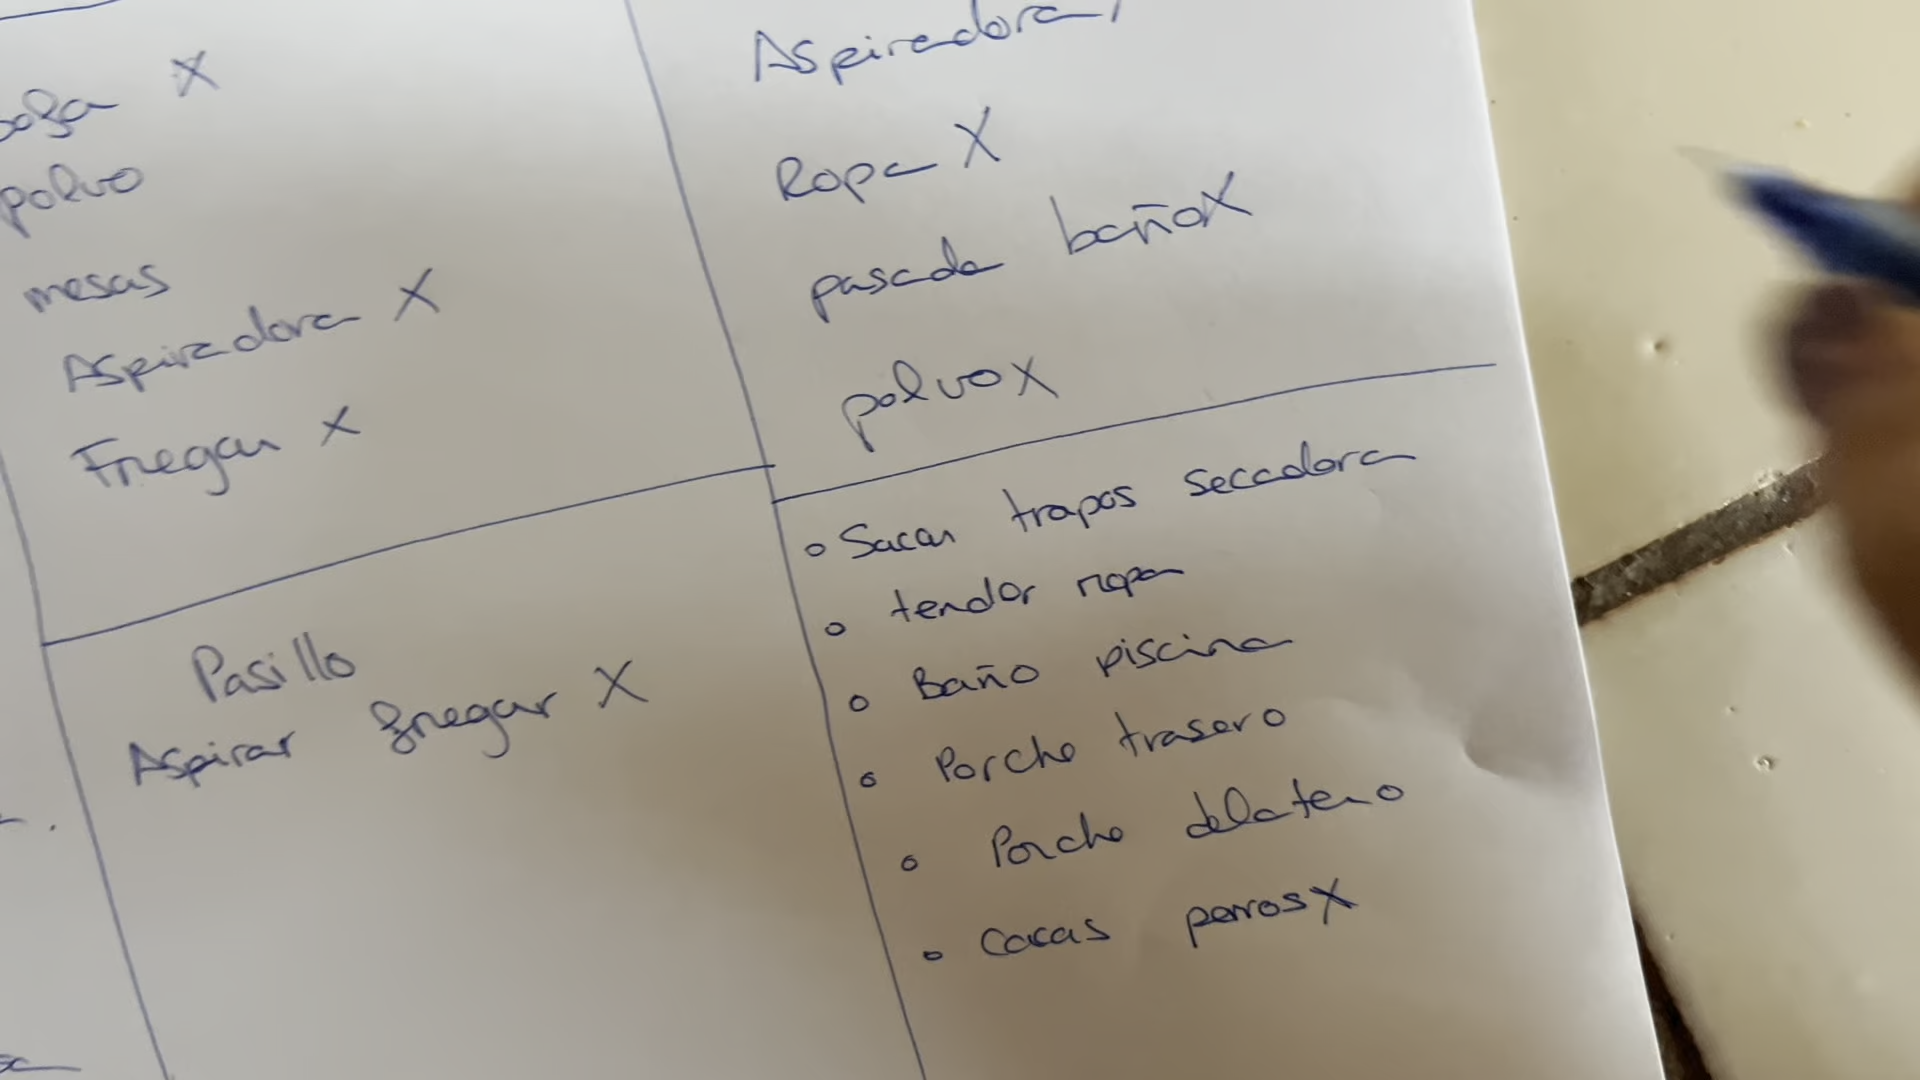 X
polvo
mesas
Aspiradora X
Fregar X
Aspiradora
Ropa X
pasada baño X
polvo X
Pasillo
Aspirar fregar X
Sacar trapos secadora
tender ropa
Baño piscina
Porche trasero
Porche delatero
Cacas perros X